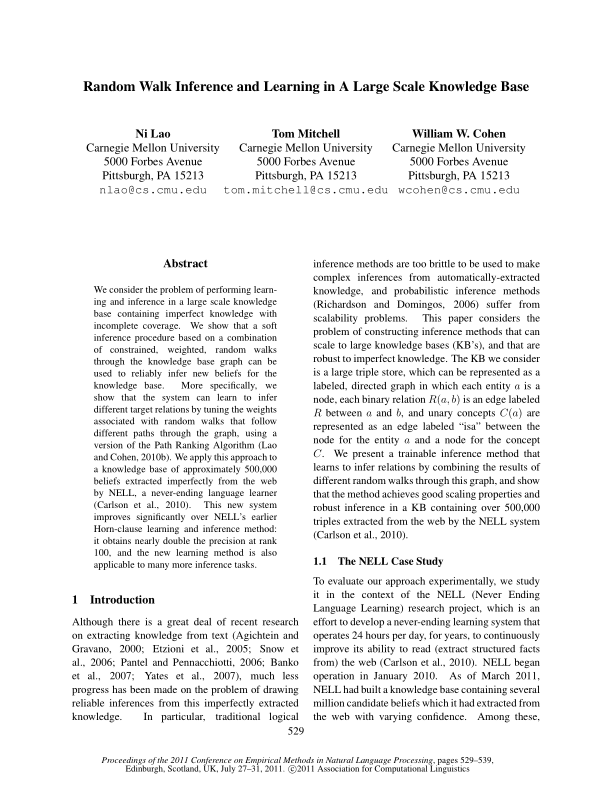 Random Walk Inference and Learning in A Large Scale Knowledge Base
Ni Lao
Carnegie Mellon University
5000 Forbes Avenue
Pittsburgh, PA 15213
nlao@cs.cmu.edu
Tom Mitchell
Carnegie Mellon University
5000 Forbes Avenue
Pittsburgh, PA 15213
tom.mitchell@cs.cmu.edu
William W. Cohen
Carnegie Mellon University
5000 Forbes Avenue
Pittsburgh, PA 15213
wcohen@cs.cmu.edu
Abstract
We consider the problem of performing learn-
ing and inference in a large scale knowledge
base containing imperfect knowledge with
incomplete coverage. We show that a soft
inference procedure based on a combination
of constrained, weighted, random walks
through the knowledge base graph can be
used to reliably infer new beliefs for the
knowledge base. More specifically, we
show that the system can learn to infer
different target relations by tuning the weights
associated with random walks that follow
different paths through the graph, using a
version of the Path Ranking Algorithm (Lao
and Cohen, 2010b). We apply this approach to
a knowledge base of approximately 500,000
beliefs extracted imperfectly from the web
by NELL, a never-ending language learner
(Carlson et al., 2010). This new system
improves significantly over NELL's earlier
Horn-clause learning and inference method:
it obtains nearly double the precision at rank
100, and the new learning method is also
applicable to many more inference tasks.
1 Introduction
Although there is a great deal of recent research
on extracting knowledge from text (Agichtein and
Gravano, 2000; Etzioni et al., 2005; Snow et
al., 2006; Pantel and Pennacchiotti, 2006; Banko
et al., 2007; Yates et al., 2007), much less
progress has been made on the problem of drawing
reliable inferences from this imperfectly extracted
knowledge. In particular, traditional logical
inference methods are too brittle to be used to make
complex inferences from automatically-extracted
knowledge, and probabilistic inference methods
(Richardson and Domingos, 2006) suffer from
scalability problems. This paper considers the
problem of constructing inference methods that can
scale to large knowledge bases (KB's), and that are
robust to imperfect knowledge. The KB we consider
is a large triple store, which can be represented as a
labeled, directed graph in which each entity a is a
node, each binary relation R(a, b) is an edge labeled
R between a and b, and unary concepts C(a) are
represented as an edge labeled "isa" between the
node for the entity a and a node for the concept
C. We present a trainable inference method that
learns to infer relations by combining the results of
different random walks through this graph, and show
that the method achieves good scaling properties and
robust inference in a KB containing over 500,000
triples extracted from the web by the NELL system
(Carlson et al., 2010).
1.1 The NELL Case Study
To evaluate our approach experimentally, we study
it in the context of the NELL (Never Ending
Language Learning) research project, which is an
effort to develop a never-ending learning system that
operates 24 hours per day, for years, to continuously
improve its ability to read (extract structured facts
from) the web (Carlson et al., 2010). NELL began
operation in January 2010. As of March 2011,
NELL had built a knowledge base containing several
million candidate beliefs which it had extracted from
the web with varying confidence. Among these,
529
Proceedings of the 2011 Conference on Empirical Methods in Natural Language Processing, pages 529–539,
Edinburgh, Scotland, UK, July 27–31, 2011. ©2011 Association for Computational Linguistics